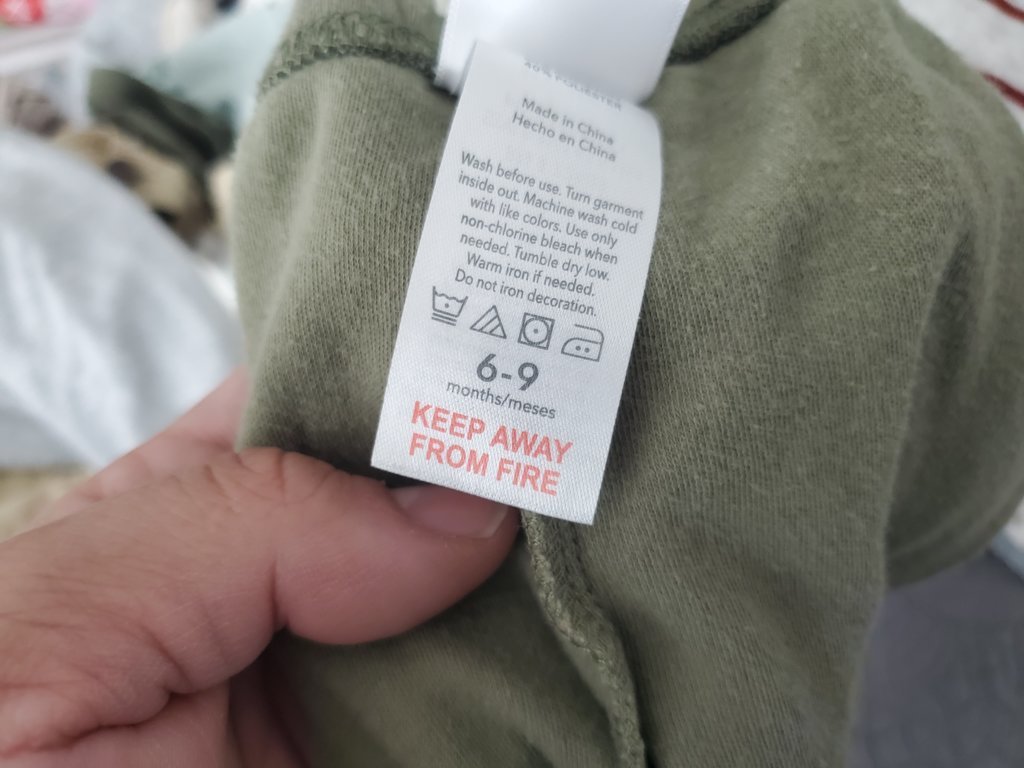 40% POLIESTER
Made in China
Hecho en China
Wash before use. Turn garment
inside out. Machine wash cold
with like colors. Use only
non-chlorine bleach when
needed. Tumble dry low.
Warm iron if needed.
Do not iron decoration.
6-9
months/meses
KEEP AWAY
FROM FIRE